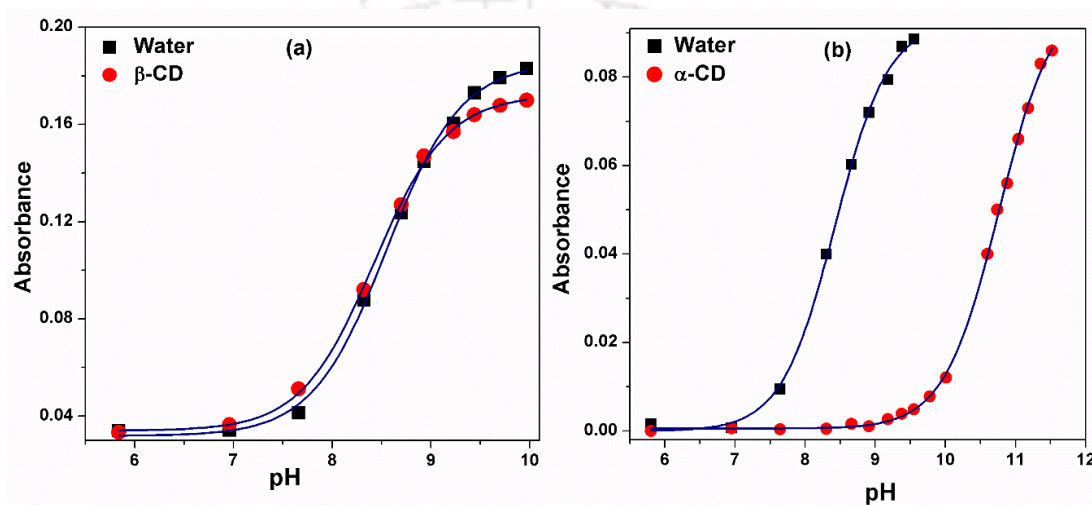 0.20
0.16
0.12
0.08
0.04
Absorbance
Water
β-CD
(a)
6 7 8 9 10
pH
0.08
0.06
0.04
0.02
0.00
Absorbance
Water
α-CD
(b)
6 7 8 9 10 11 12
pH